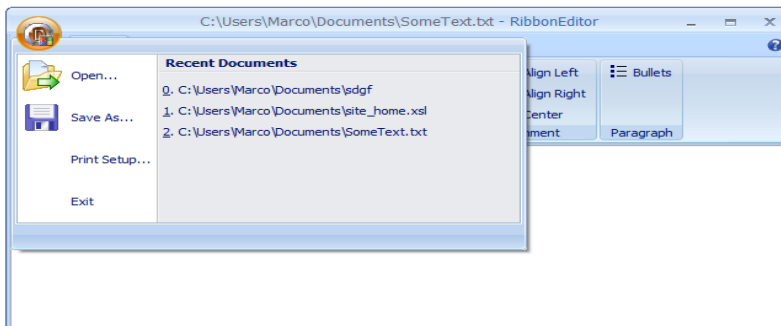 C:\Users\Marco\Documents\SomeText.txt - RibbonEditor
Open...
Save As...
Print Setup...
Exit
Recent Documents
0. C:\Users\Marco\Documents\sdgf
1. C:\Users\Marco\Documents\site_home.xsl
2. C:\Users\Marco\Documents\SomeText.txt
Align Left
Align Right
Center
Bullets
Paragraph